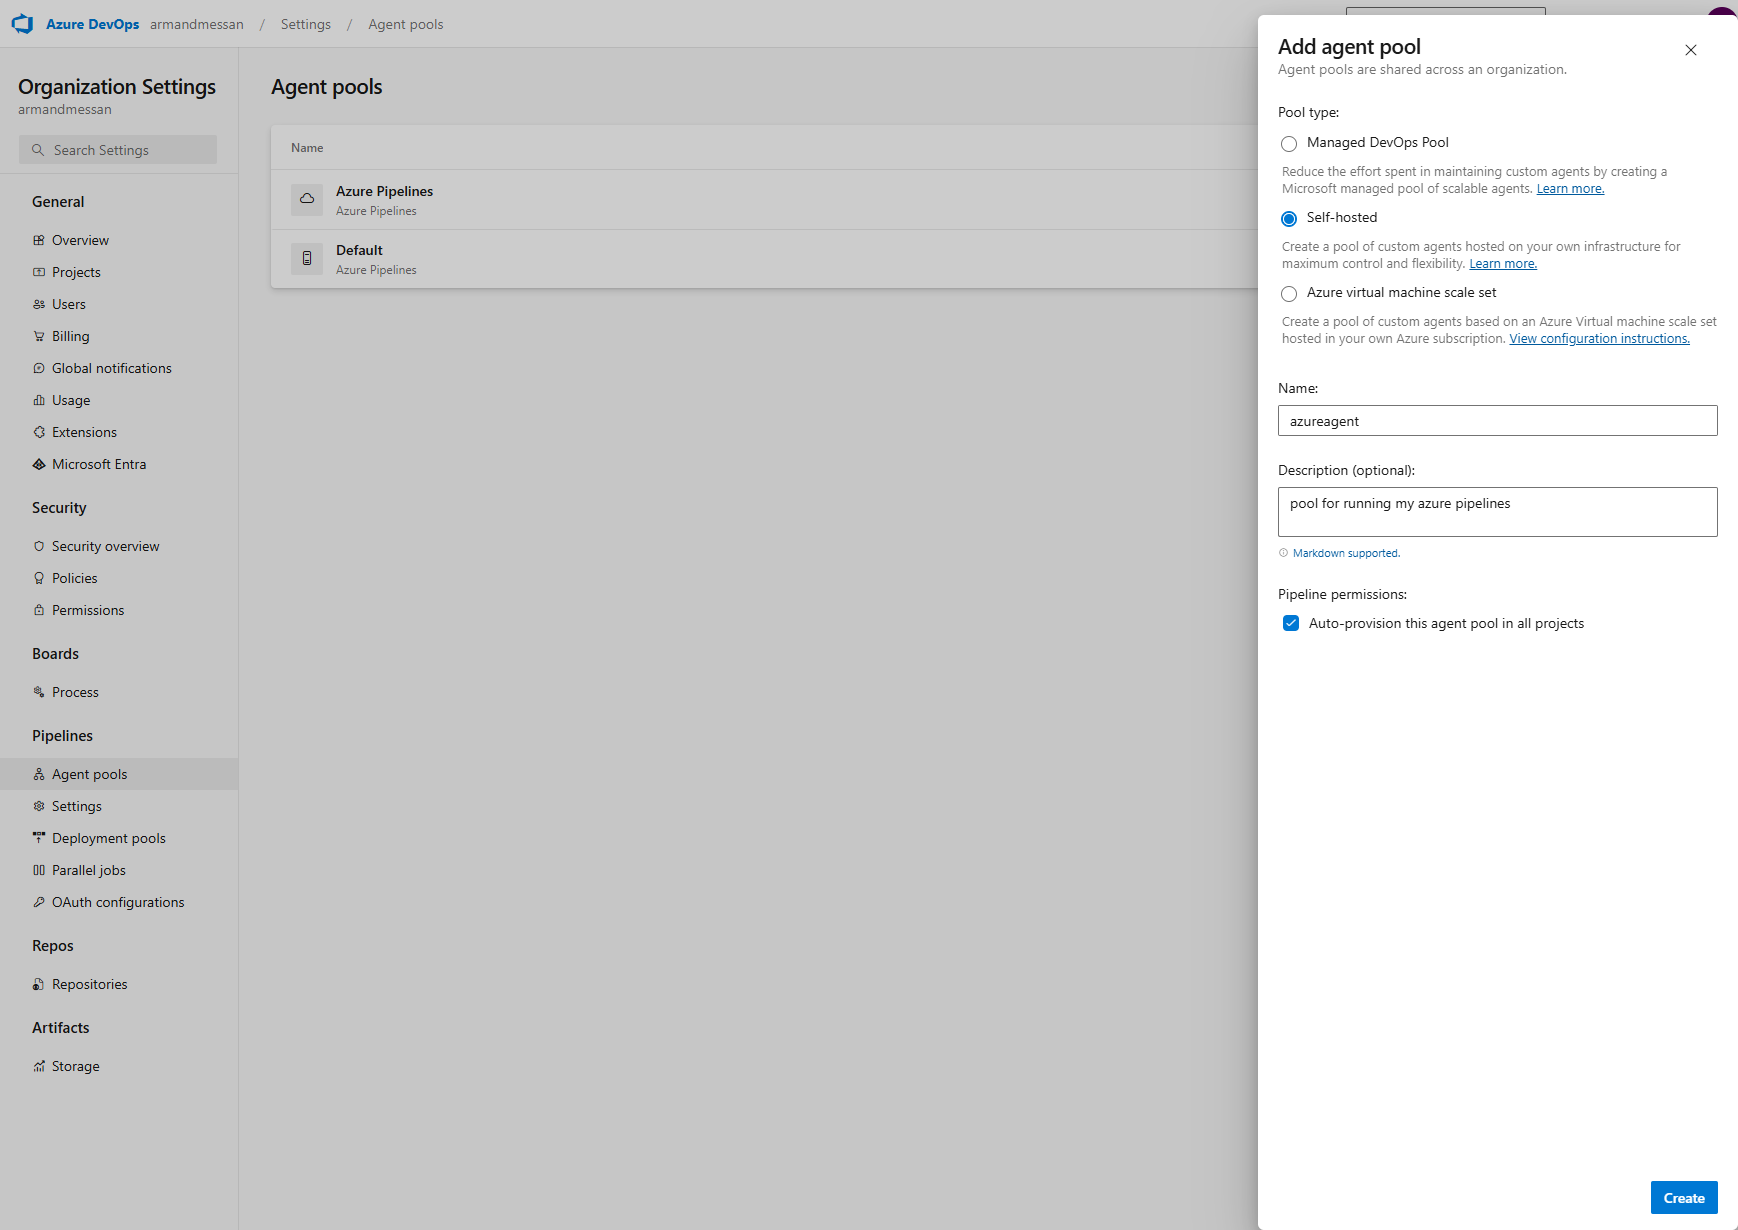 Azure DevOps armandmessan / Settings / Agent pools
Organization Settings
armandmessan
Search Settings
General
Overview
Projects
Users
Billing
Global notifications
Usage
Extensions
Microsoft Entra
Security
Security overview
Policies
Permissions
Boards
Process
Pipelines
Agent pools
Settings
Deployment pools
Parallel jobs
OAuth configurations
Repos
Repositories
Artifacts
Storage
Agent pools
Name
Azure Pipelines
Azure Pipelines
Default
Azure Pipelines
Add agent pool
Agent pools are shared across an organization.
Pool type:
Managed DevOps Pool
Reduce the effort spent in maintaining custom agents by creating a
Microsoft managed pool of scalable agents. Learn more.
Self-hosted
Create a pool of custom agents hosted on your own infrastructure for
maximum control and flexibility. Learn more.
Azure virtual machine scale set
Create a pool of custom agents based on an Azure Virtual machine scale set
hosted in your own Azure subscription. View configuration instructions.
Name:
azureagent
Description (optional):
pool for running my azure pipelines
Markdown supported.
Pipeline permissions:
Auto-provision this agent pool in all projects
Create